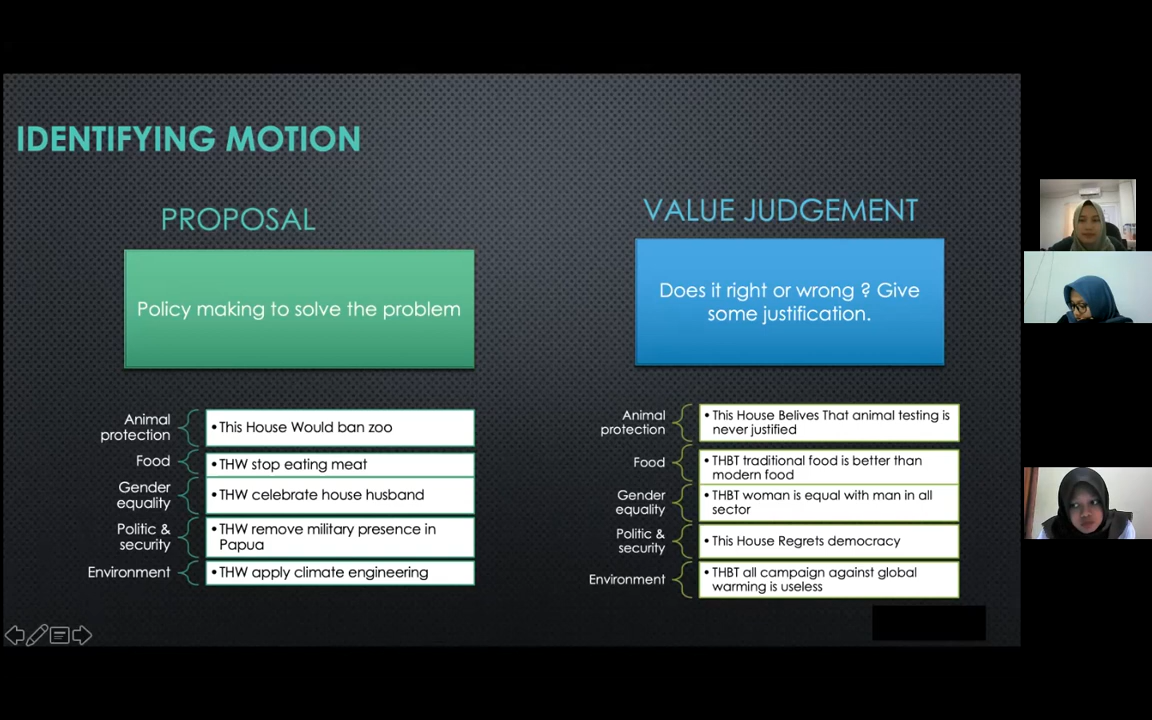 IDENTIFYING MOTION
PROPOSAL
Policy making to solve the problem
Animal
protection
•This House Would ban zoo
Food
•THW stop eating meat
Gender
equality
•THW celebrate house husband
Politic &
security
•THW remove military presence in
Papua
Environment
•THW apply climate engineering
VALUE JUDGEMENT
Does it right or wrong ? Give
some justification.
Animal
protection
•This House Belives That animal testing is
never justified
Food
•THBT traditional food is better than
modern food
Gender
equality
•THBT woman is equal with man in all
sector
Politic &
security
•This House Regrets democracy
Environment
•THBT all campaign against global
warming is useless